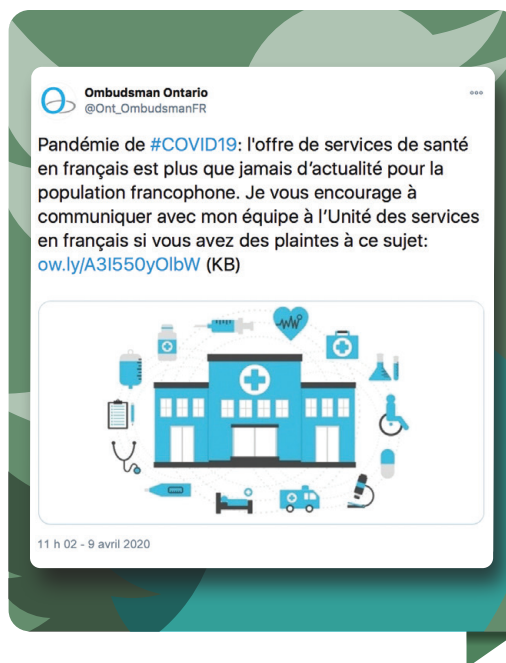 Ombudsman Ontario
@Ont_OmbudsmanFR
Pandémie de #COVID19: l'offre de services de santé
en français est plus que jamais d’actualité pour la
population francophone. Je vous encourage à
communiquer avec mon équipe à l’Unité des services
en français si vous avez des plaintes à ce sujet:
ow.ly/A3I550yOlbW (KB)
11 h 02 - 9 avril 2020